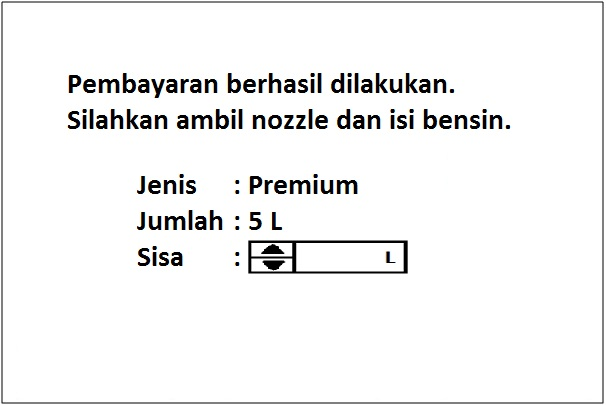 Pembayaran berhasil dilakukan.
Silahkan ambil nozzle dan isi bensin.
Jenis : Premium
Jumlah : 5 L
Sisa : L